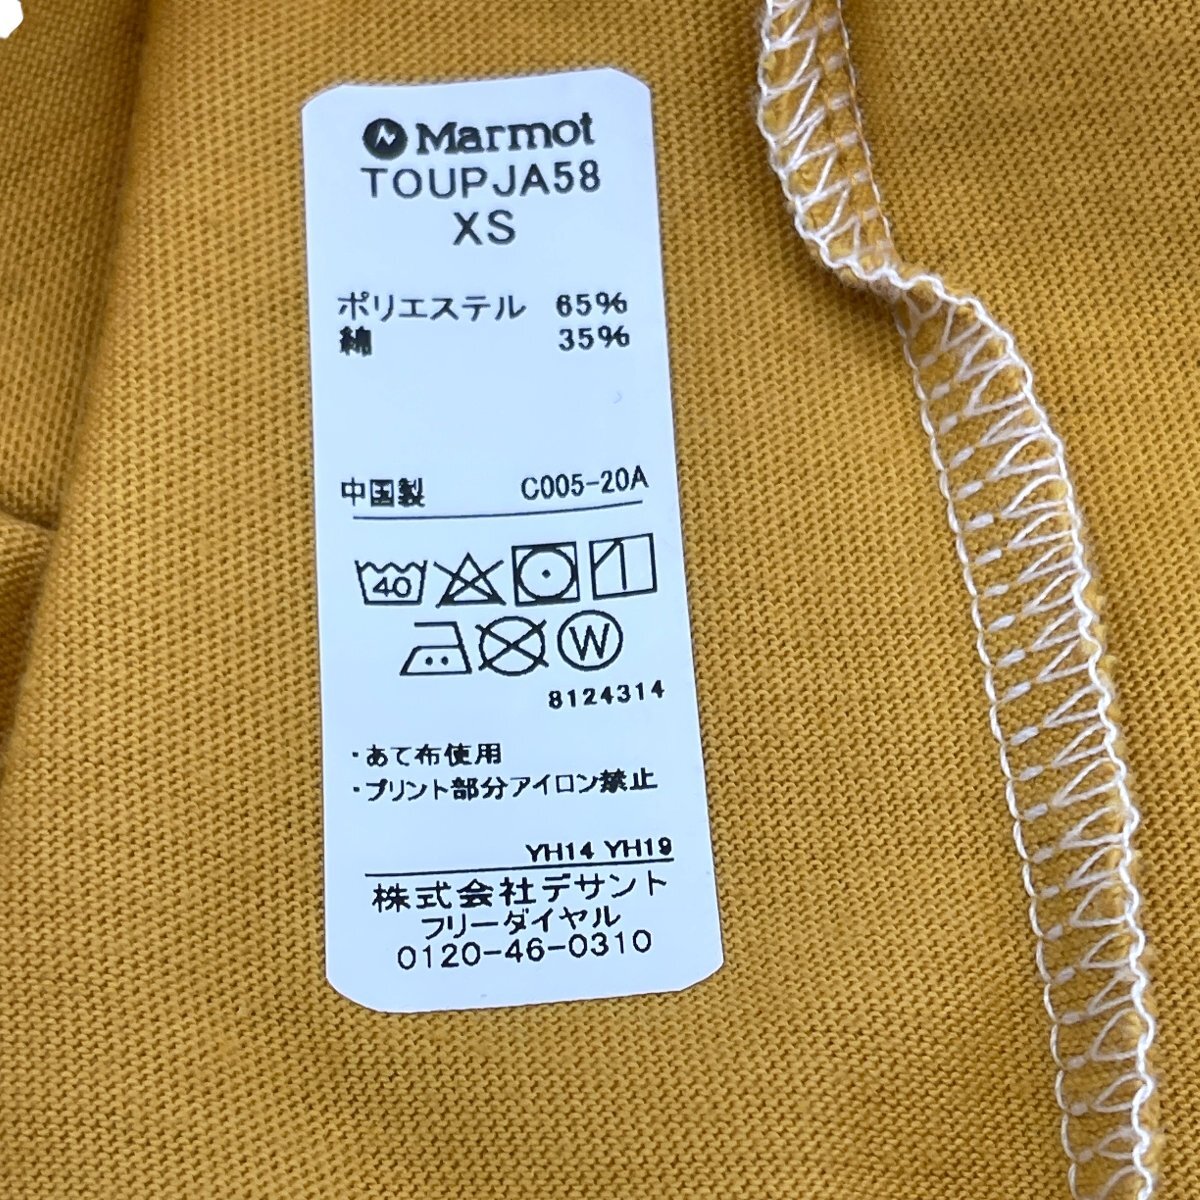 Marmot
TOUPJA58
XS
ポリエステル 65%
綿 35%
中国製 C005-20A
40
W
8124314
・あて布使用
・プリント部分アイロン禁止
YH14 YH19
株式会社デサント
フリーダイヤル
0120-46-0310